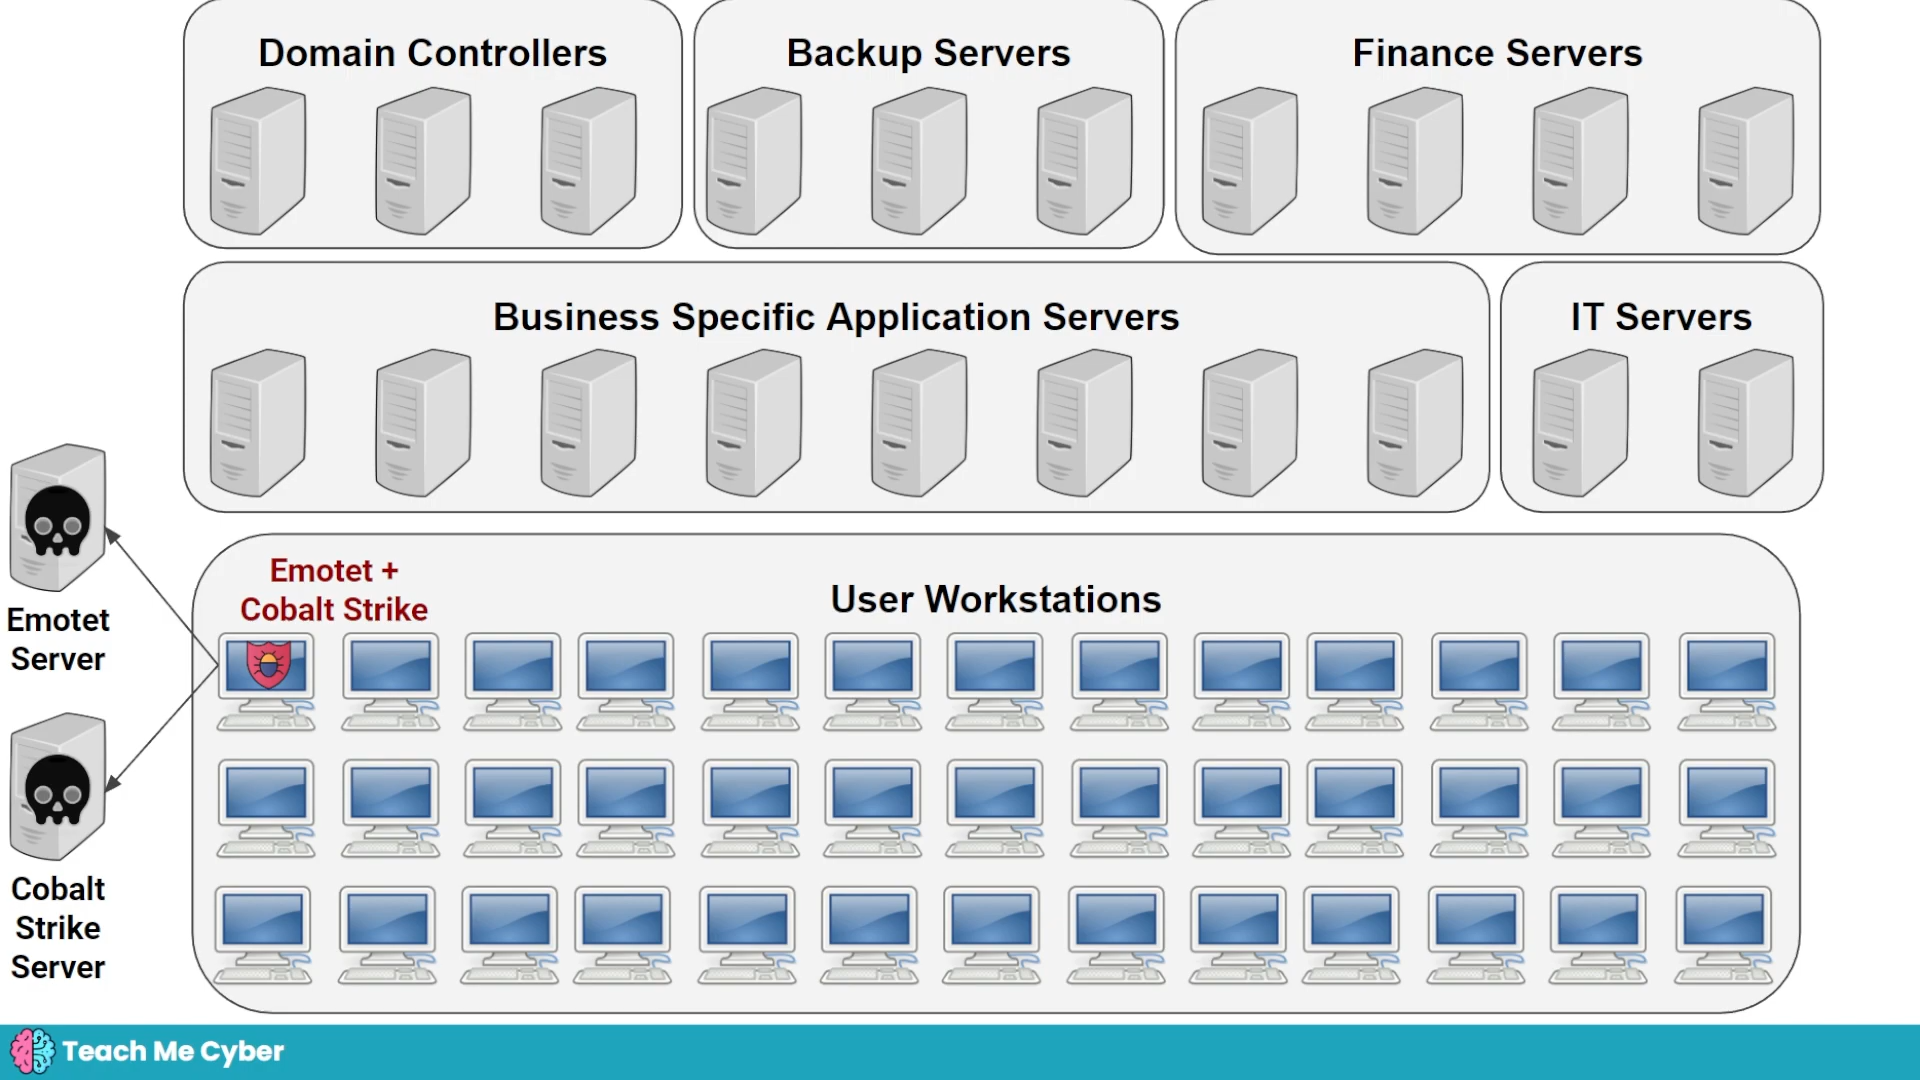 Domain Controllers
Backup Servers
Finance Servers
Business Specific Application Servers
IT Servers
Emotet
Server
Cobalt
Strike
Server
Emotet +
Cobalt Strike
User Workstations
Teach Me Cyber